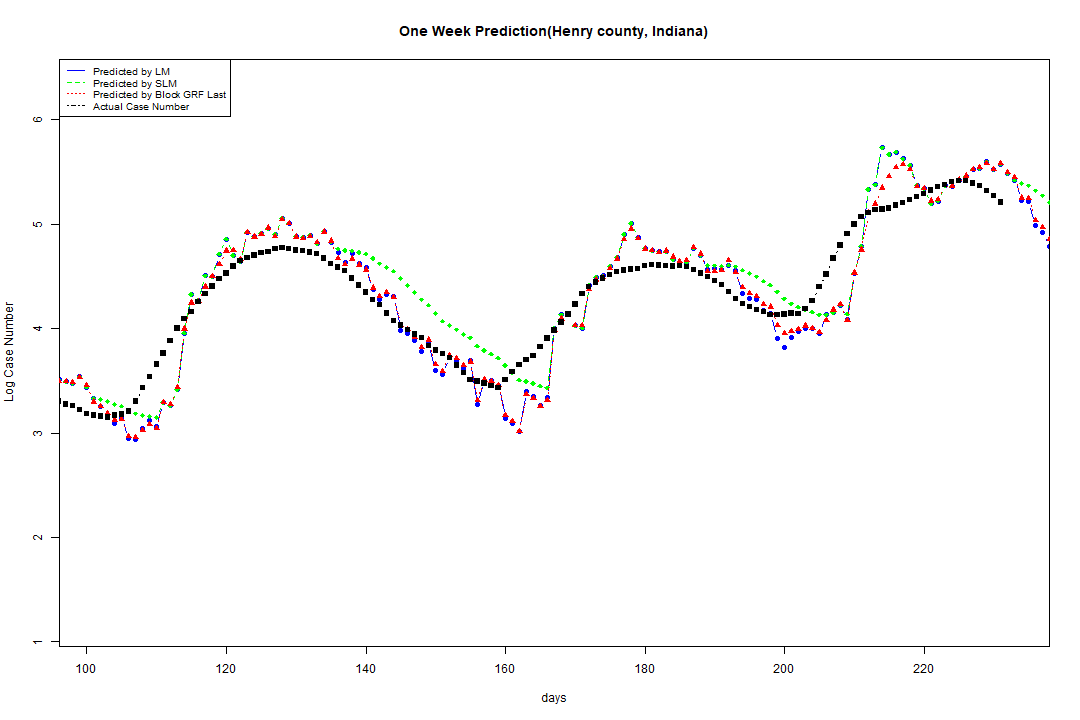 One Week Prediction(Henry county, Indiana)
Predicted by LM
Predicted by SLM
Predicted by Block GRF Last
Actual Case Number
6
5
4
3
2
1
Log Case Number
100 120 140 160 180 200 220
days